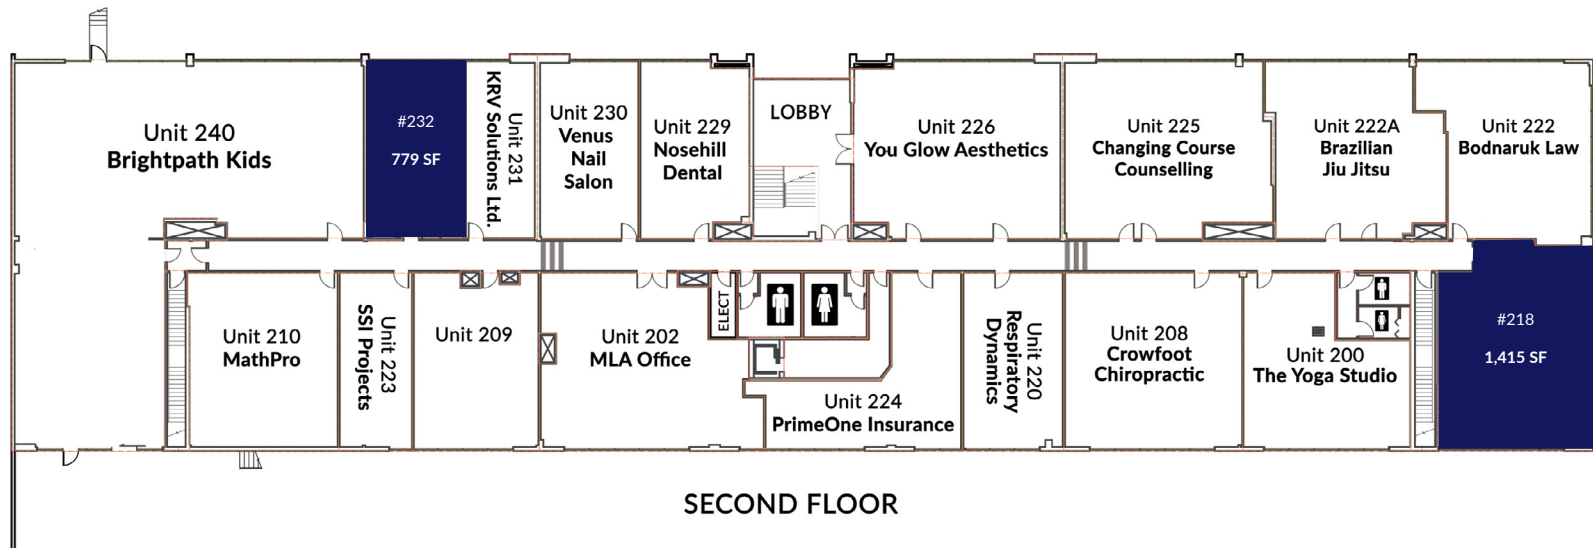 Unit 240
Brightpath Kids
#232
779 SF
Unit 231
KRV Solutions Ltd.
Unit 230
Venus
Nail
Salon
Unit 229
Nosehill
Dental
LOBBY
Unit 226
You Glow Aesthetics
Unit 225
Changing Course
Counselling
Unit 222A
Brazilian
Jiu Jitsu
Unit 222
Bodnaruk Law
Unit 210
MathPro
Unit 223
SSI Projects
Unit 209
Unit 202
MLA Office
ELECT
Unit 224
PrimeOne Insurance
Unit 220
Respiratory
Dynamics
Unit 208
Crowfoot
Chiropractic
Unit 200
The Yoga Studio
#218
1,415 SF
SECOND FLOOR